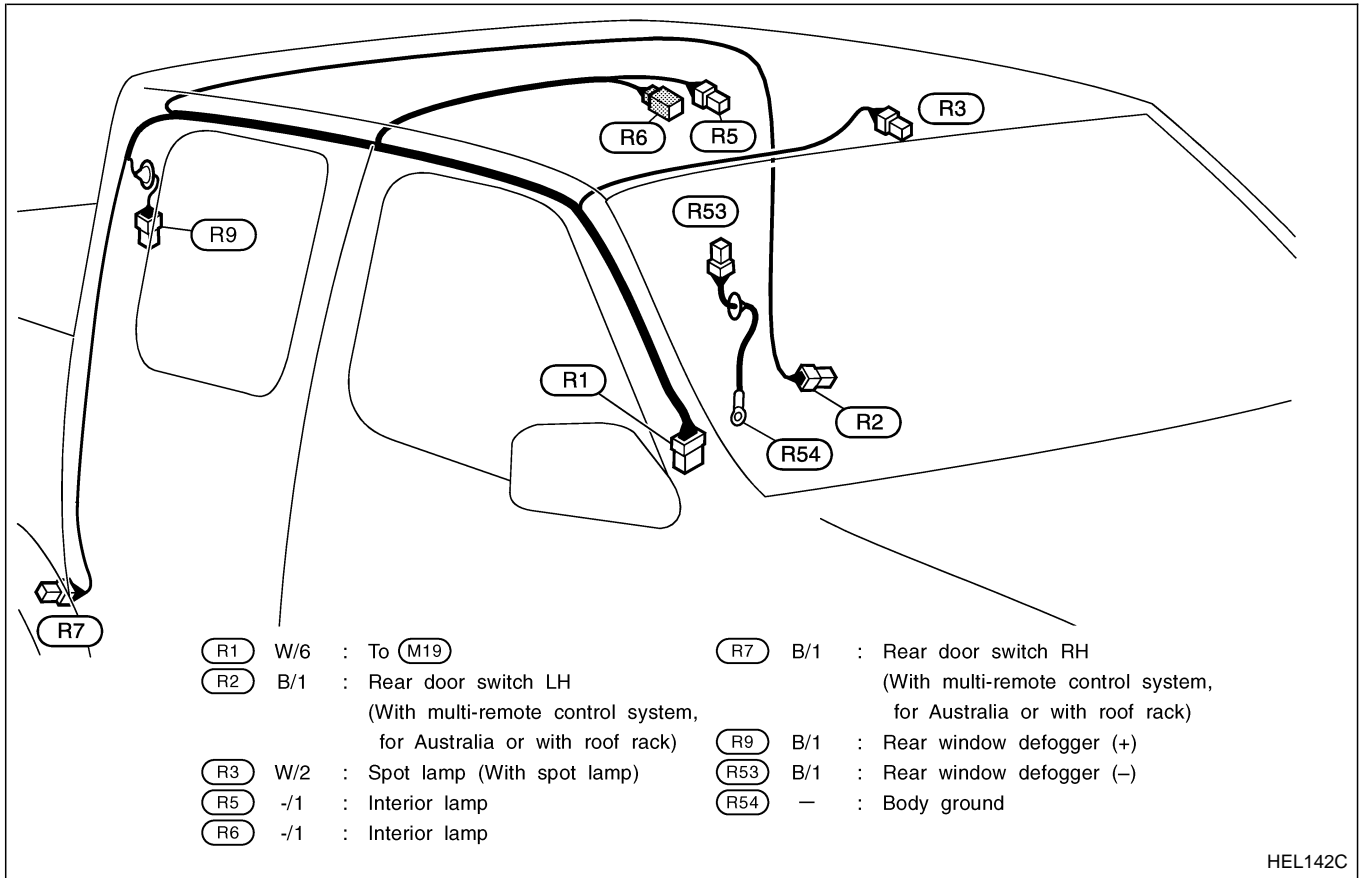 R3
R6
R5
R53
R9
R1
R2
R54
R7
R1 W/6 : To M19
R2 B/1 : Rear door switch LH
(With multi-remote control system,
for Australia or with roof rack)
R3 W/2 : Spot lamp (With spot lamp)
R5 -/1 : Interior lamp
R6 -/1 : Interior lamp
R7 B/1 : Rear door switch RH
(With multi-remote control system,
for Australia or with roof rack)
R9 B/1 : Rear window defogger (+)
R53 B/1 : Rear window defogger (–)
R54 — : Body ground
HEL142C